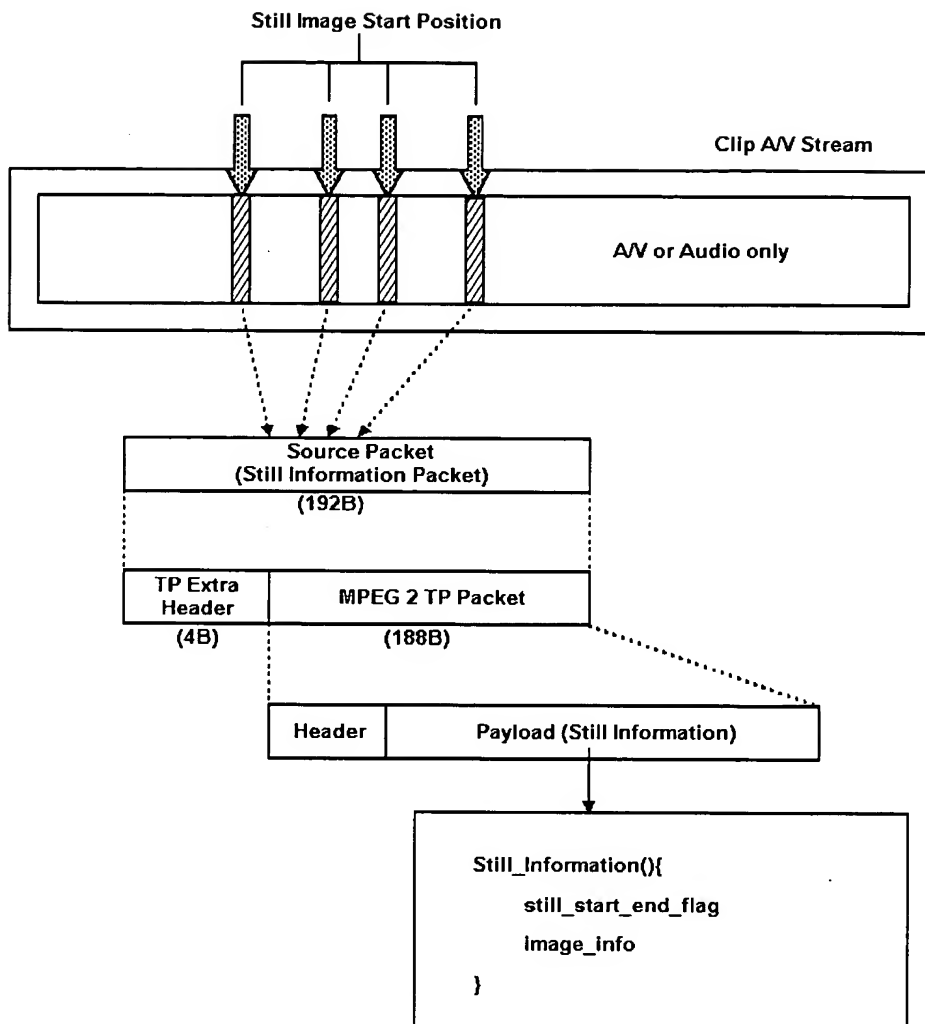 Still Image Start Position
Clip A/V Stream
A/V or Audio only
Source Packet
(Still Information Packet)
(192B)
TP Extra
Header
MPEG 2 TP Packet
(4B)
(188B)
Header
Payload (Still Information)
Still_Information(){
still_start_end_flag
image_info
}